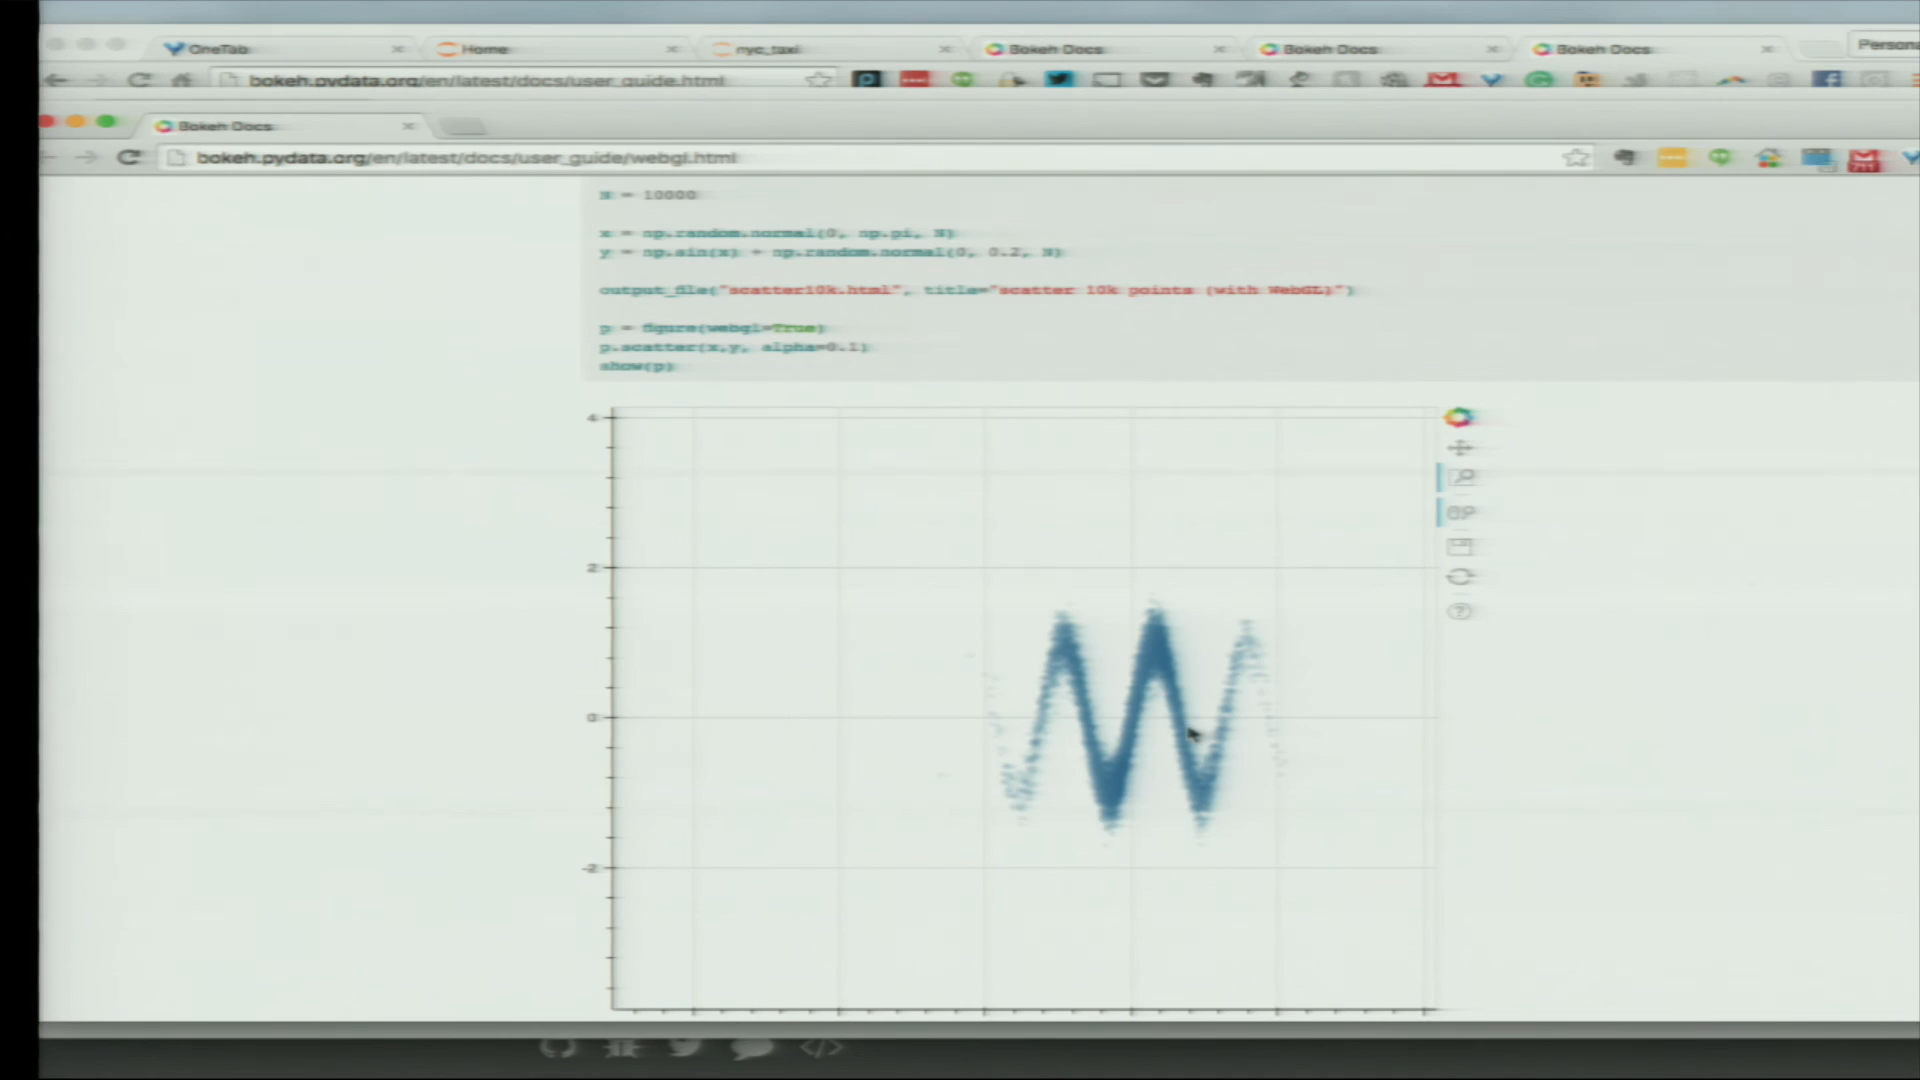 OneTab
Home
nyc_taxi
Bokeh Docs
Bokeh Docs
Bokeh Docs
bokeh.pydata.org/en/latest/docs/user_guide.html
Bokeh Docs
bokeh.pydata.org/en/latest/docs/user_guide/webgl.html
711
N = 10000
x = np.random.normal(0, np.pi, N)
y = np.sin(x) + np.random.normal(0, 0.2, N)
output_file("scatter10k.html", title="scatter 10k points (with WebGL)")
p = figure(webgl=True)
p.scatter(x,y, alpha=0.1)
show(p)
4
2
0
-2